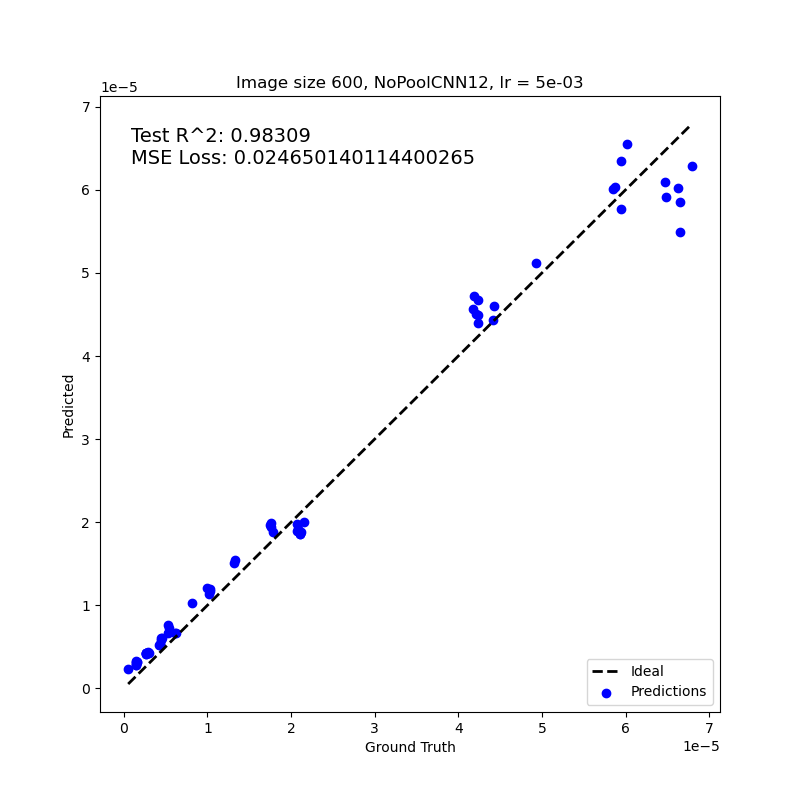 Image size 600, NoPoolCNN12, lr = 5e-03
1e−5
Test R^2: 0.98309
MSE Loss: 0.024650140114400265
7
6
5
4
3
2
1
0
Predicted
Ideal
Predictions
0 1 2 3 4 5 6 7
Ground Truth
1e−5